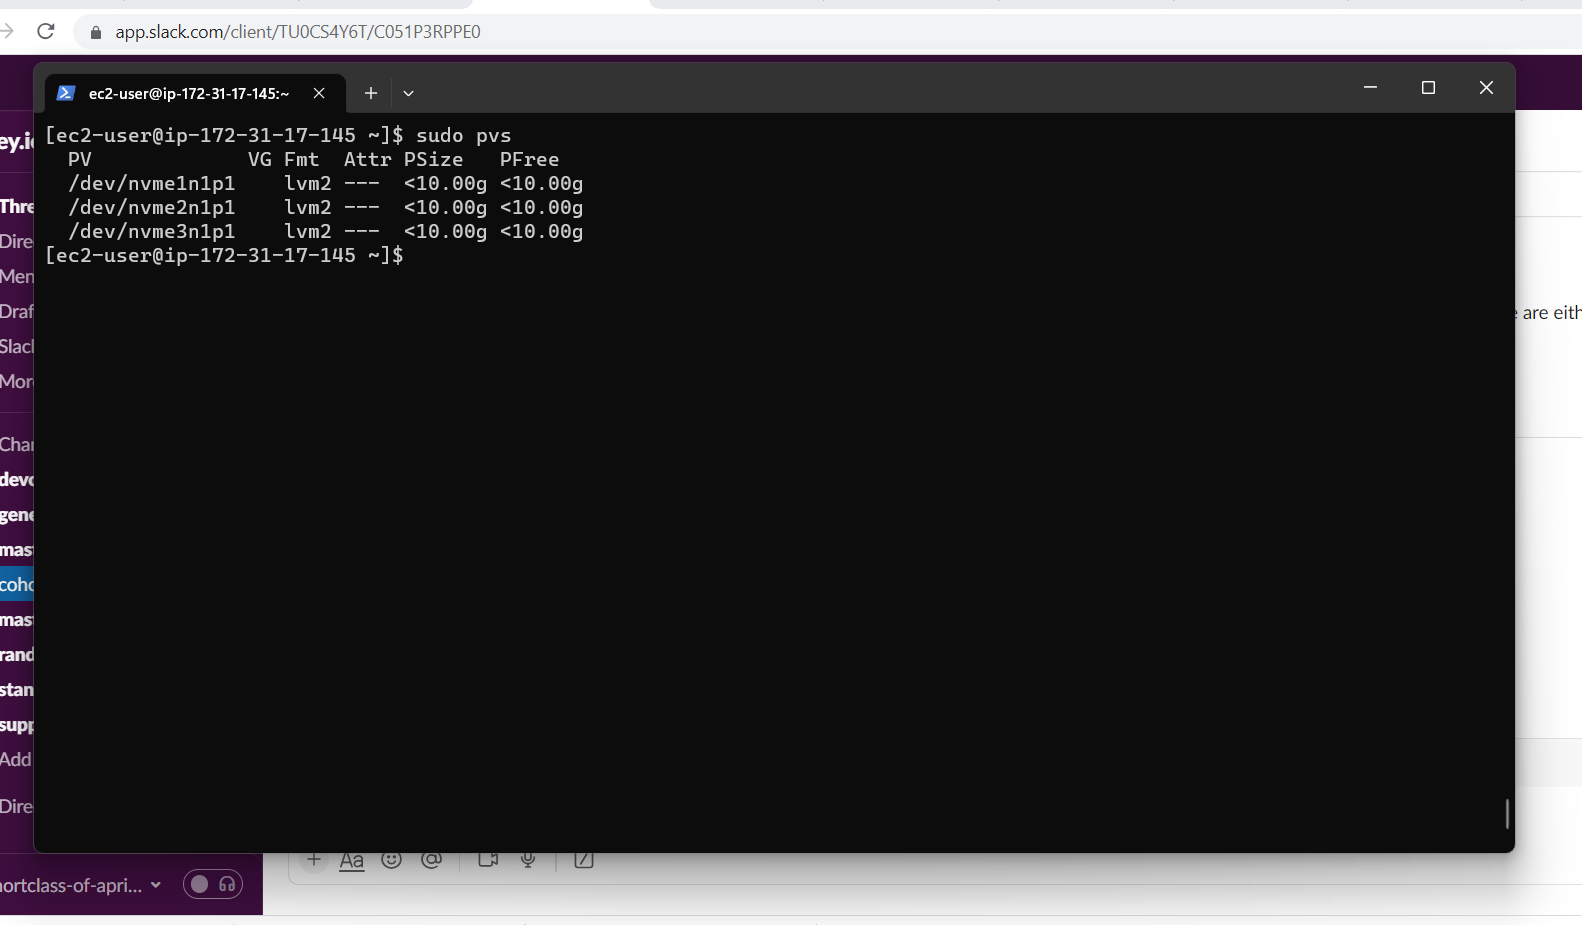 app.slack.com/client/TU0CS4Y6T/C051P3RPPE0
ec2-user@ip-172-31-17-145:~
[ec2-user@ip-172-31-17-145 ~]$ sudo pvs
PV VG Fmt Attr PSize PFree
/dev/nvme1n1p1 lvm2 --- <10.00g <10.00g
/dev/nvme2n1p1 lvm2 --- <10.00g <10.00g
/dev/nvme3n1p1 lvm2 --- <10.00g <10.00g
[ec2-user@ip-172-31-17-145 ~]$
ey.i
Thre
Dire
Men
Draf
Slac
Mor
Cha
devo
gene
mas
coho
mas
rand
stan
supp
Add
Dire
are eith
Aa
@
ortclass-of-apri...